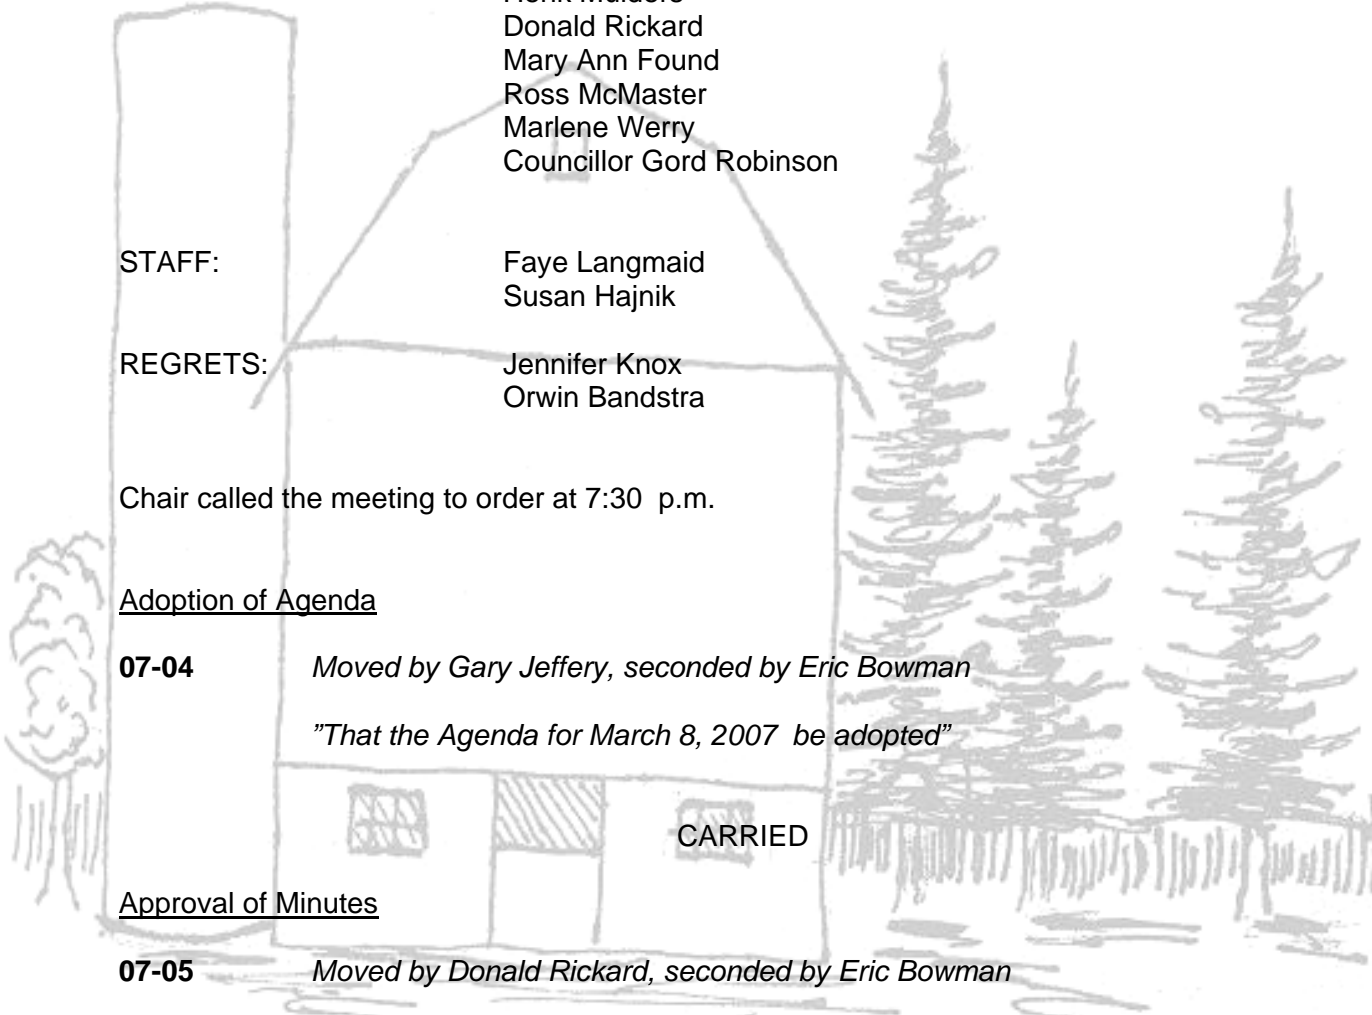 Henk Mulders
Donald Rickard
Mary Ann Found
Ross McMaster
Marlene Werry
Councillor Gord Robinson
STAFF: Faye Langmaid
Susan Hajnik
REGRETS: Jennifer Knox
Orwin Bandstra
Chair called the meeting to order at 7:30 p.m.
Adoption of Agenda
07-04 Moved by Gary Jeffery, seconded by Eric Bowman
”That the Agenda for March 8, 2007 be adopted”
CARRIED
Approval of Minutes
07-05 Moved by Donald Rickard, seconded by Eric Bowman